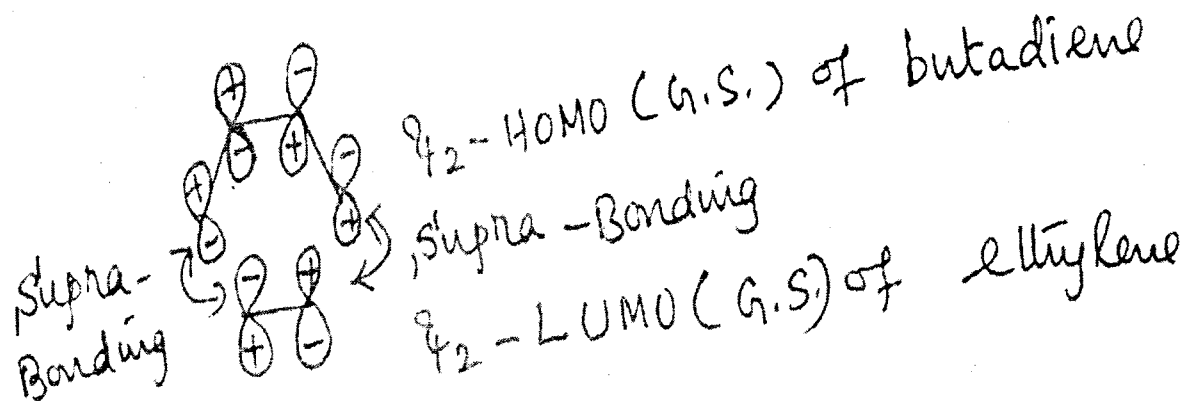 + -
- +
Ψ2-HOMO (G.S.) of butadiene
+ -
- +
Supra-Bonding
Supra-
Bonding
- +
+ -
Ψ2-LUMO (G.S.) of ethylene